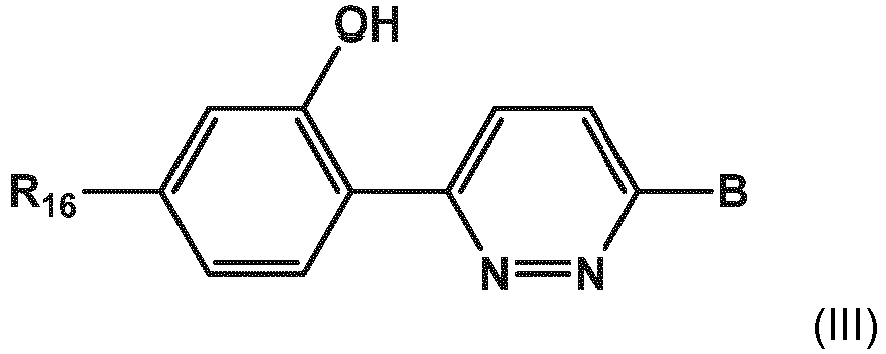 OH
R16
B
N=N
(III)